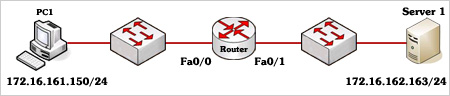 PC1
Server 1
Router
Fa0/0
Fa0/1
172.16.161.150/24
172.16.162.163/24